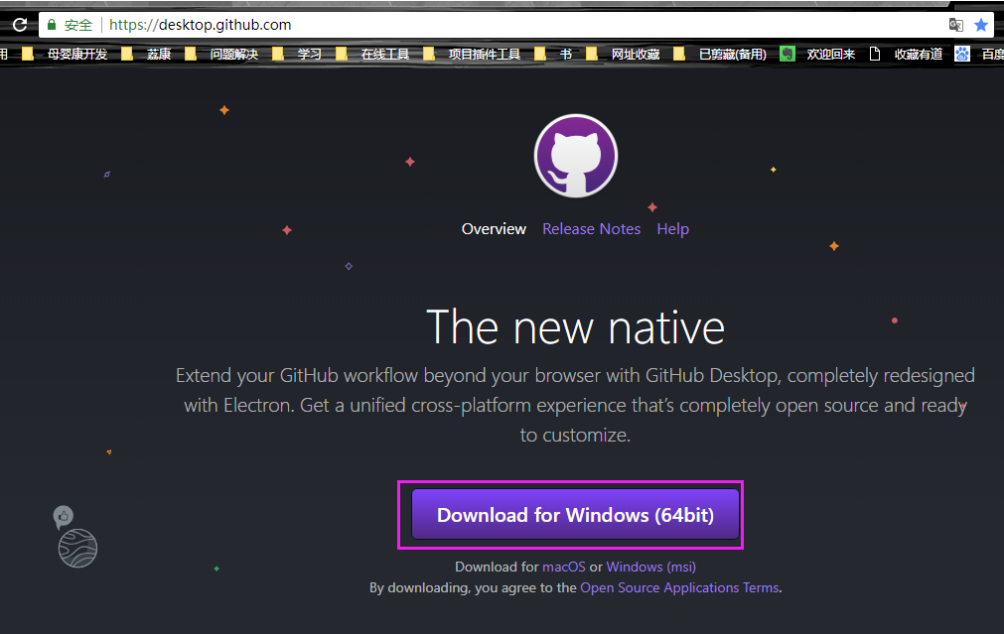 安全 | https://desktop.github.com
用 母婴康开发 荔康 问题解决 学习 在线工具 项目插件工具 书 网址收藏 已剪藏(备用) 欢迎回来 收藏有道 百度
Overview Release Notes Help
The new native
Extend your GitHub workflow beyond your browser with GitHub Desktop, completely redesigned
with Electron. Get a unified cross-platform experience that's completely open source and ready
to customize.
Download for Windows (64bit)
Download for macOS or Windows (msi)
By downloading, you agree to the Open Source Applications Terms.